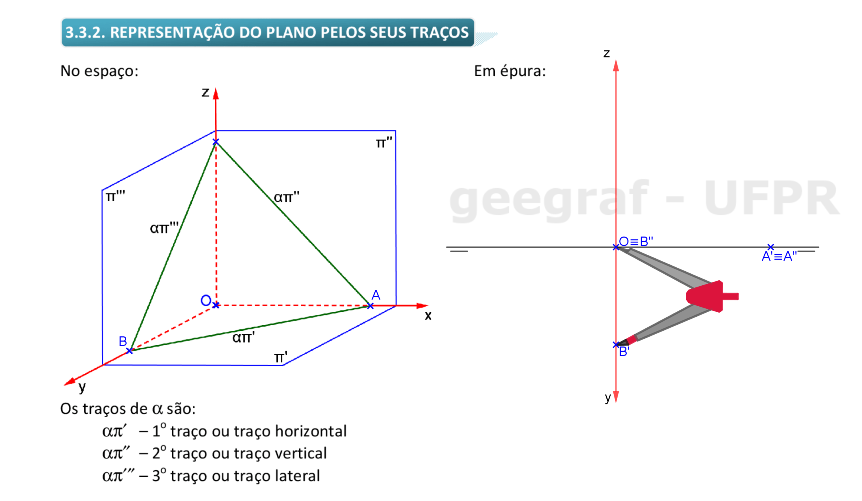 3.3.2. REPRESENTAÇÃO DO PLANO PELOS SEUS TRAÇOS
No espaço:
z
π''
π'''
απ''
απ'''
O
A
x
B
απ'
π'
y
Em épura:
z
geegraf - UFPR
O≡B''
A'≡A''
B'
y
Os traços de α são:
απ′ – 1º traço ou traço horizontal
απ″ – 2º traço ou traço vertical
απ‴ – 3º traço ou traço lateral